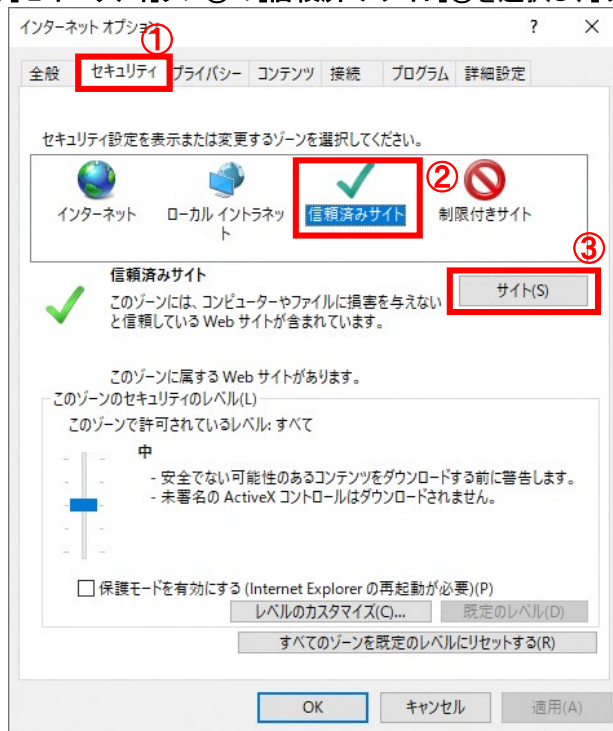 インターネット オプション
? ×
①
全般 セキュリティ プライバシー コンテンツ 接続 プログラム 詳細設定
セキュリティ設定を表示または変更するゾーンを選択してください。
②
インターネット ローカル イントラネット 信頼済みサイト 制限付きサイト
③
信頼済みサイト
サイト(S)
このゾーンには、コンピューターやファイルに損害を与えない
と信頼している Web サイトが含まれています。
このゾーンに属する Web サイトがあります。
このゾーンのセキュリティのレベル(L)
このゾーンで許可されているレベル: すべて
中
- 安全でない可能性のあるコンテンツをダウンロードする前に警告します。
- 未署名の ActiveX コントロールはダウンロードされません。
保護モードを有効にする (Internet Explorer の再起動が必要)(P)
レベルのカスタマイズ(C)... 既定のレベル(D)
すべてのゾーンを既定のレベルにリセットする(R)
OK キャンセル 適用(A)